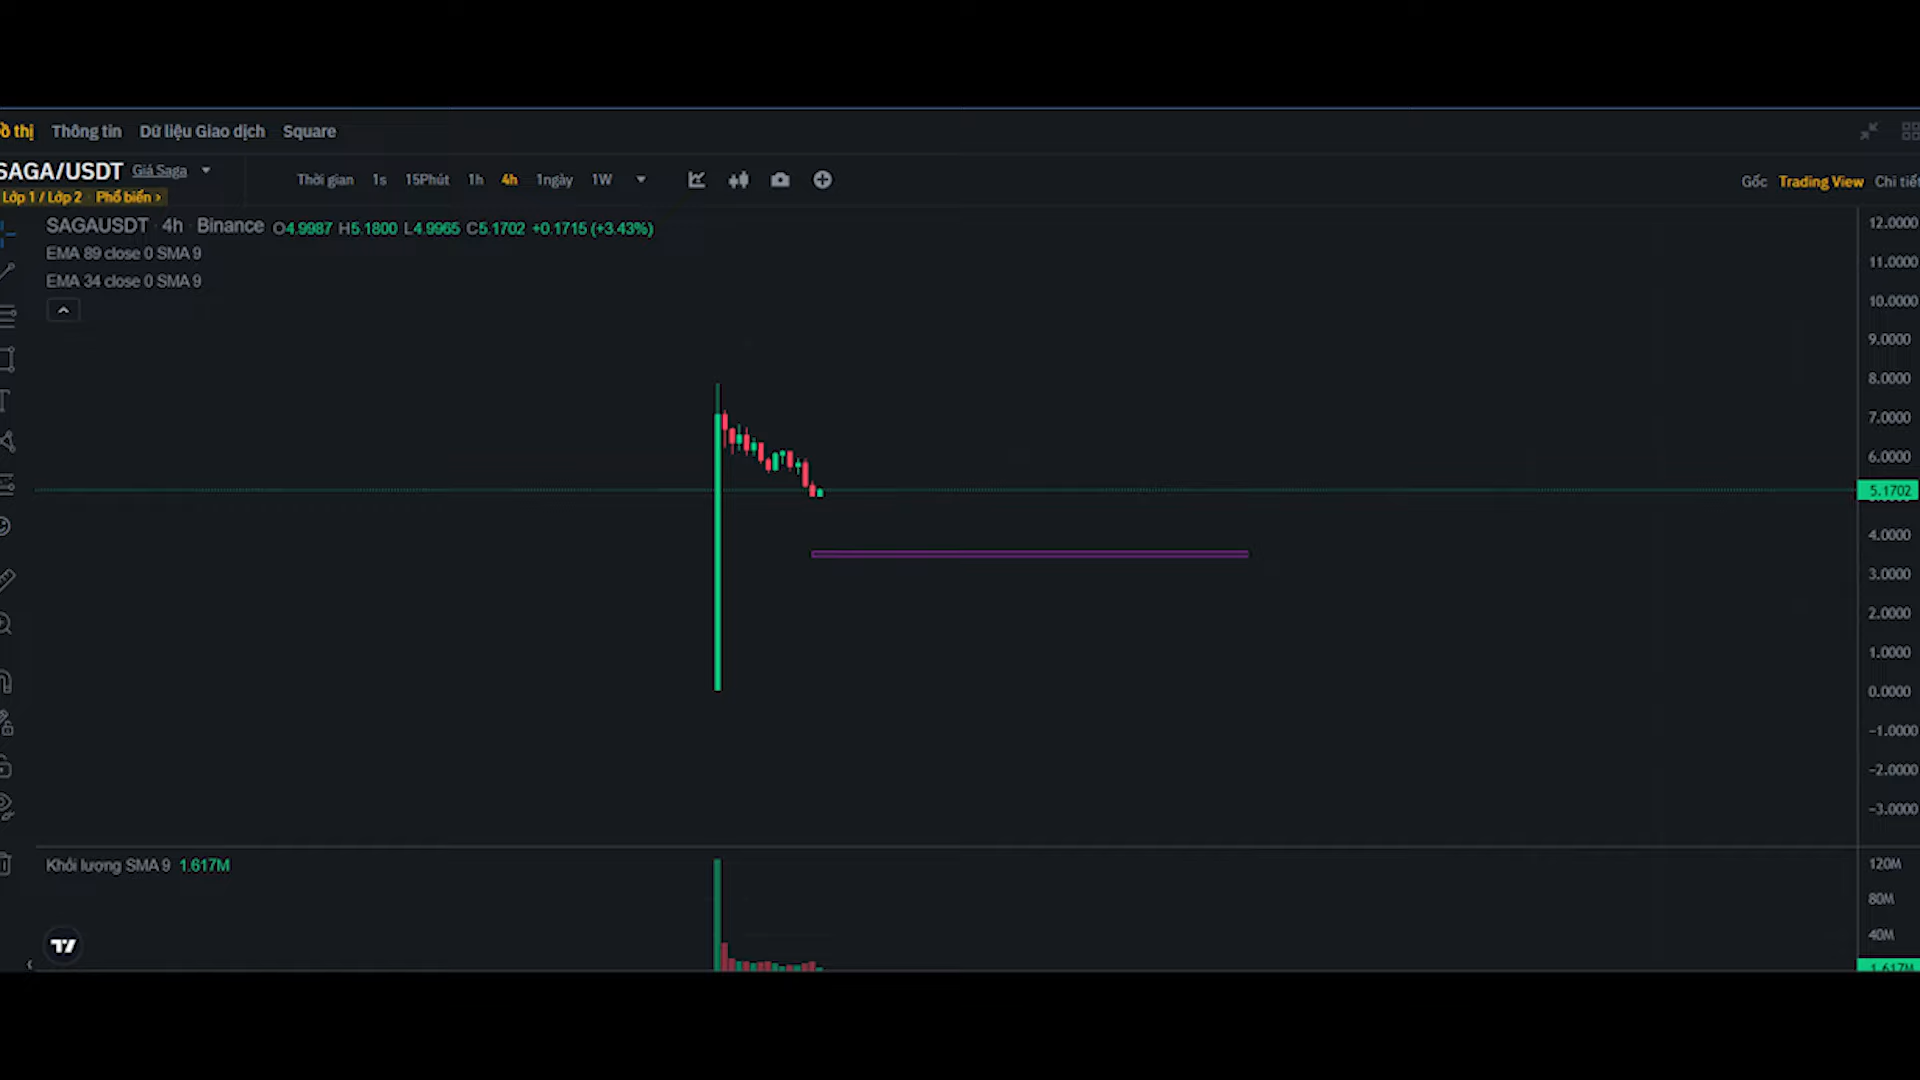 ồ thị Thông tin Dữ liệu Giao dịch Square
SAGA/USDT Giá Saga
Lớp 1 / Lớp 2 Phổ biến >
Thời gian 1s 15Phút 1h 4h 1ngày 1W
Gốc Trading View Chi tiết
SAGAUSDT · 4h · Binance O4.9987 H5.1800 L4.9965 C5.1702 +0.1715 (+3.43%)
EMA 89 close 0 SMA 9
EMA 34 close 0 SMA 9
12.0000
11.0000
10.0000
9.0000
8.0000
7.0000
6.0000
5.1702
4.0000
3.0000
2.0000
1.0000
0.0000
−1.0000
−2.0000
−3.0000
Khối lượng SMA 9 1.617M
120M
80M
40M
1.617M